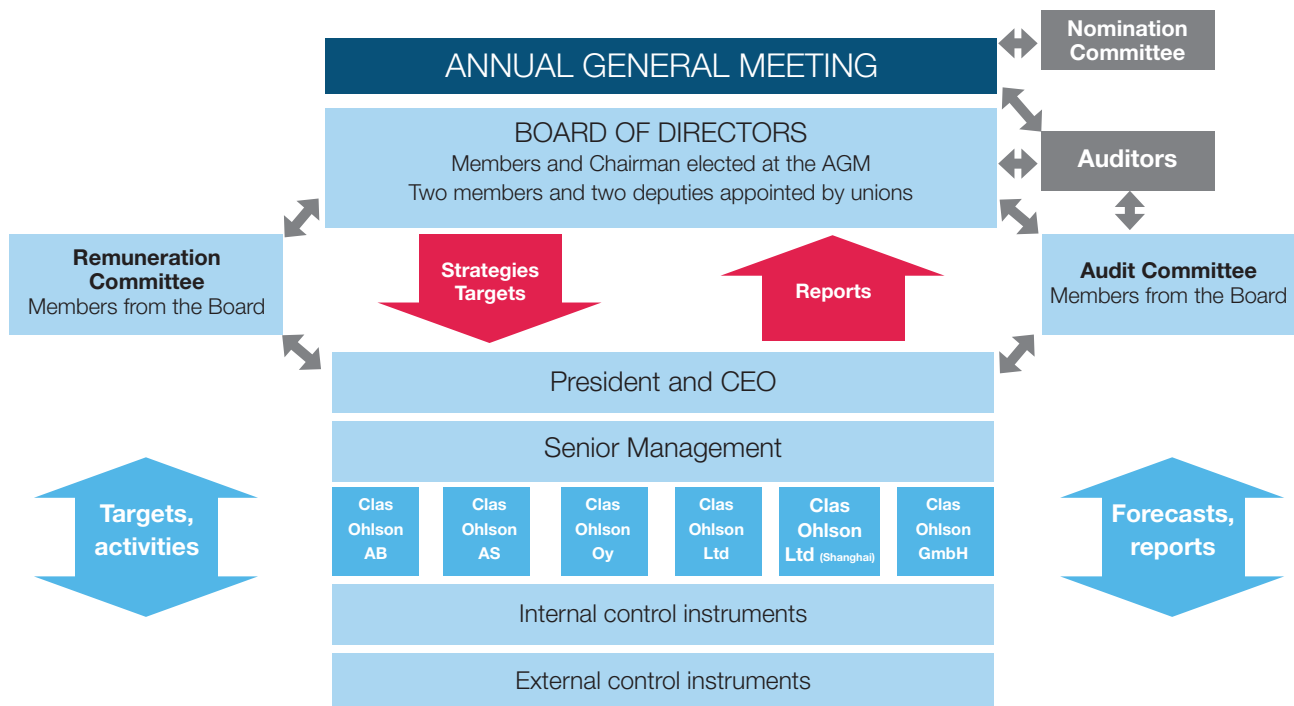 Nomination
Committee
ANNUAL GENERAL MEETING
BOARD OF DIRECTORS
Members and Chairman elected at the AGM
Two members and two deputies appointed by unions
Auditors
Remuneration
Committee
Members from the Board
Strategies
Targets
Reports
Audit Committee
Members from the Board
President and CEO
Senior Management
Targets,
activities
Clas
Ohlson
AB
Clas
Ohlson
AS
Clas
Ohlson
Oy
Clas
Ohlson
Ltd
Clas
Ohlson
Ltd (Shanghai)
Clas
Ohlson
GmbH
Forecasts,
reports
Internal control instruments
External control instruments